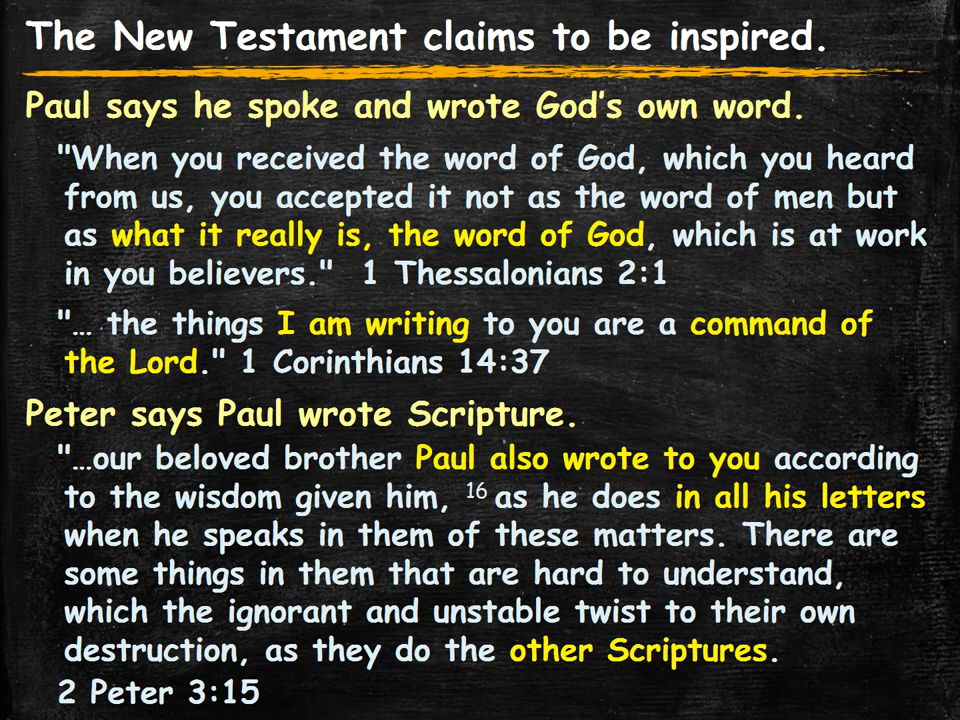 The New Testament claims to be inspired.
Paul says he spoke and wrote God's own word.
"When you received the word of God, which you heard
from us, you accepted it not as the word of men but
as what it really is, the word of God, which is at work
in you believers."  1 Thessalonians 2:1
"… the things I am writing to you are a command of
the Lord." 1 Corinthians 14:37
Peter says Paul wrote Scripture.
"…our beloved brother Paul also wrote to you according
to the wisdom given him, 16 as he does in all his letters
when he speaks in them of these matters. There are
some things in them that are hard to understand,
which the ignorant and unstable twist to their own
destruction, as they do the other Scriptures.
2 Peter 3:15